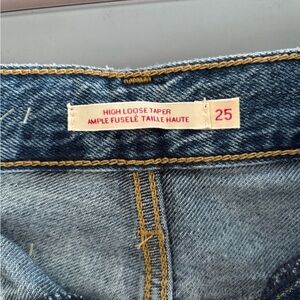 HIGH LOOSE TAPER
AMPLE FUSELÉ TAILLE HAUTE
25